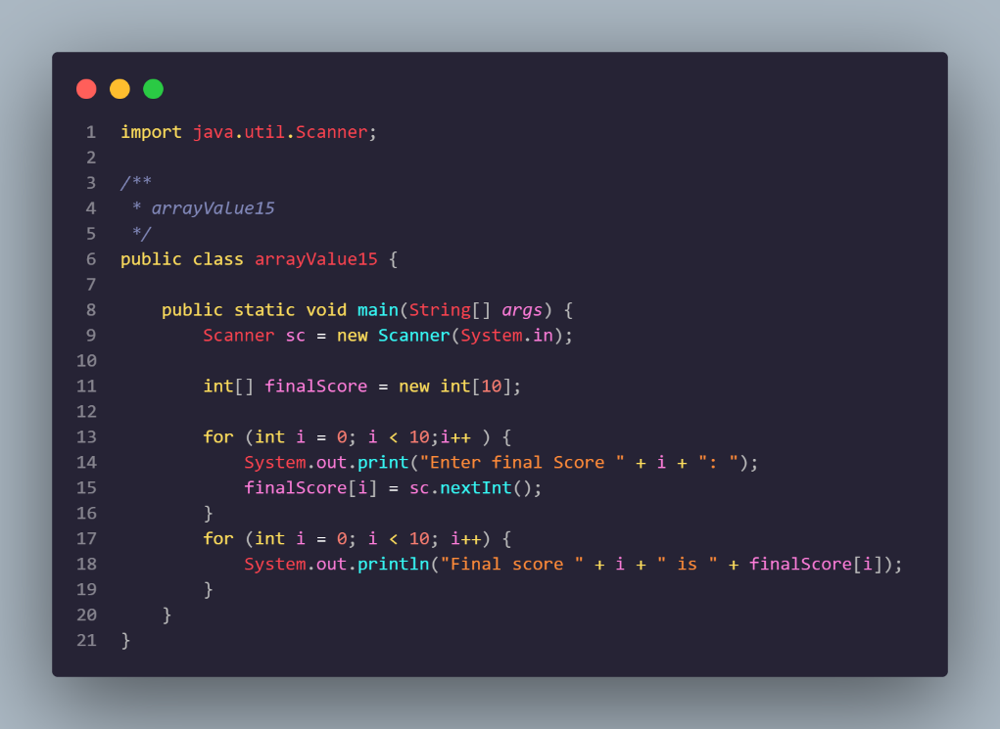 1 import java.util.Scanner;
2
3 /**
4  * arrayValue15
5  */
6 public class arrayValue15 {
7
8     public static void main(String[] args) {
9         Scanner sc = new Scanner(System.in);
10
11         int[] finalScore = new int[10];
12
13         for (int i = 0; i < 10;i++ ) {
14             System.out.print("Enter final Score " + i + ": ");
15             finalScore[i] = sc.nextInt();
16         }
17         for (int i = 0; i < 10; i++) {
18             System.out.println("Final score " + i + " is " + finalScore[i]);
19         }
20     }
21 }